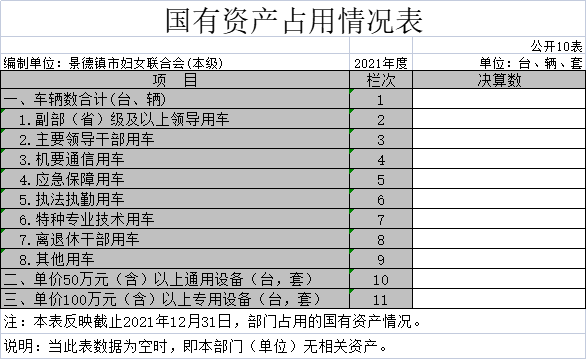 国有资产占用情况表
公开10表
编制单位：景德镇市妇女联合会(本级) 2021年度 单位：台、辆、套
项 目 栏次 决算数
一、车辆数合计(台、辆) 1
1.副部（省）级及以上领导用车 2
2.主要领导干部用车 3
3.机要通信用车 4
4.应急保障用车 5
5.执法执勤用车 6
6.特种专业技术用车 7
7.离退休干部用车 8
8.其他用车 9
二、单价50万元（含）以上通用设备（台，套） 10
三、单价100万元（含）以上专用设备（台，套） 11
注：本表反映截止2021年12月31日，部门占用的国有资产情况。
说明：当此表数据为空时，即本部门（单位）无相关资产。